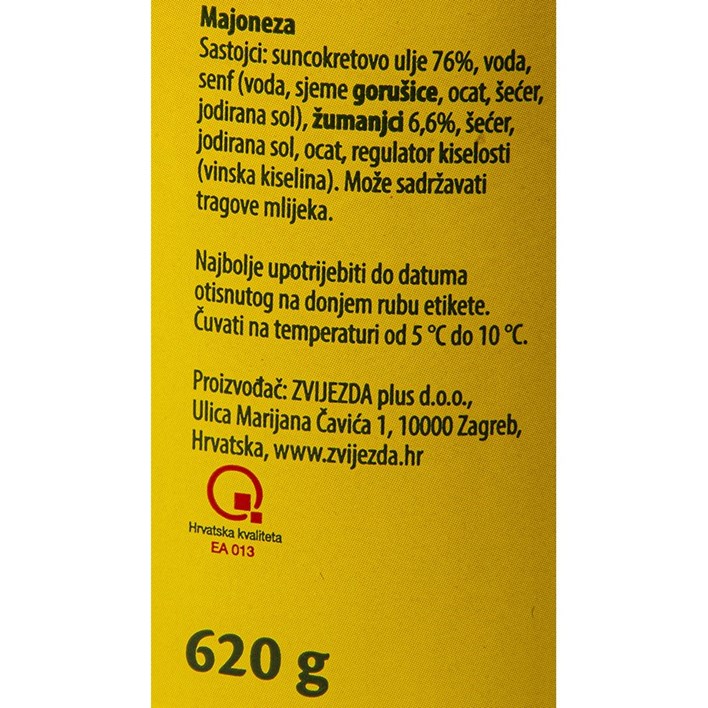 Majoneza
Sastojci: suncokretovo ulje 76%, voda,
senf (voda, sjeme gorušice, ocat, šećer,
jodirana sol), žumanjci 6,6%, šećer,
jodirana sol, ocat, regulator kiselosti
(vinska kiselina). Može sadržavati
tragove mlijeka.
Najbolje upotrijebiti do datuma
otisnutog na donjem rubu etikete.
Čuvati na temperaturi od 5 °C do 10 °C.
Proizvođač: ZVIJEZDA plus d.o.o.,
Ulica Marijana Čavića 1, 10000 Zagreb,
Hrvatska, www.zvijezda.hr
Hrvatska kvaliteta
EA 013
620 g